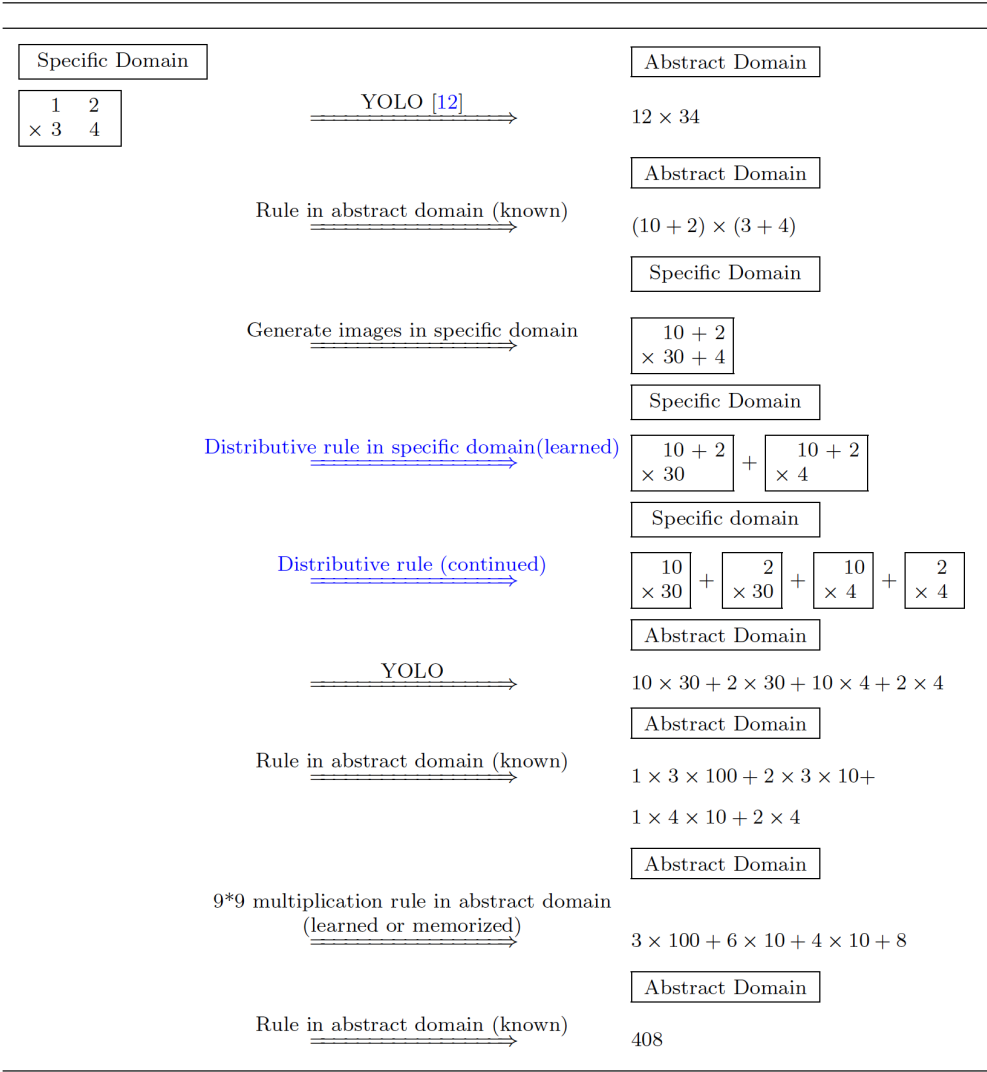 Specific Domain
Abstract Domain
1 2
× 3 4
YOLO [12]
12 × 34
Abstract Domain
Rule in abstract domain (known)
(10 + 2) × (3 + 4)
Specific Domain
Generate images in specific domain
10 + 2
× 30 + 4
Specific Domain
Distributive rule in specific domain(learned)
10 + 2 + 10 + 2
× 30 × 4
Specific domain
Distributive rule (continued)
10 + 2 + 10 + 2
× 30 × 30 × 4 × 4
Abstract Domain
YOLO
10 × 30 + 2 × 30 + 10 × 4 + 2 × 4
Abstract Domain
Rule in abstract domain (known)
1 × 3 × 100 + 2 × 3 × 10+
1 × 4 × 10 + 2 × 4
Abstract Domain
9*9 multiplication rule in abstract domain
(learned or memorized)
3 × 100 + 6 × 10 + 4 × 10 + 8
Abstract Domain
Rule in abstract domain (known)
408